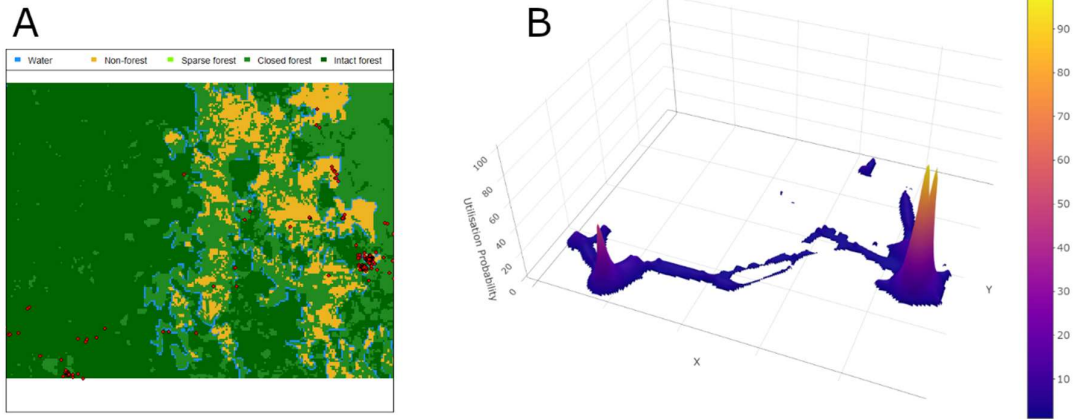 A
Water Non-forest Sparse forest Closed forest Intact forest
B
100
80
60
40
20
0
Utilisation Probability
X
Y
90
80
70
60
50
40
30
20
10